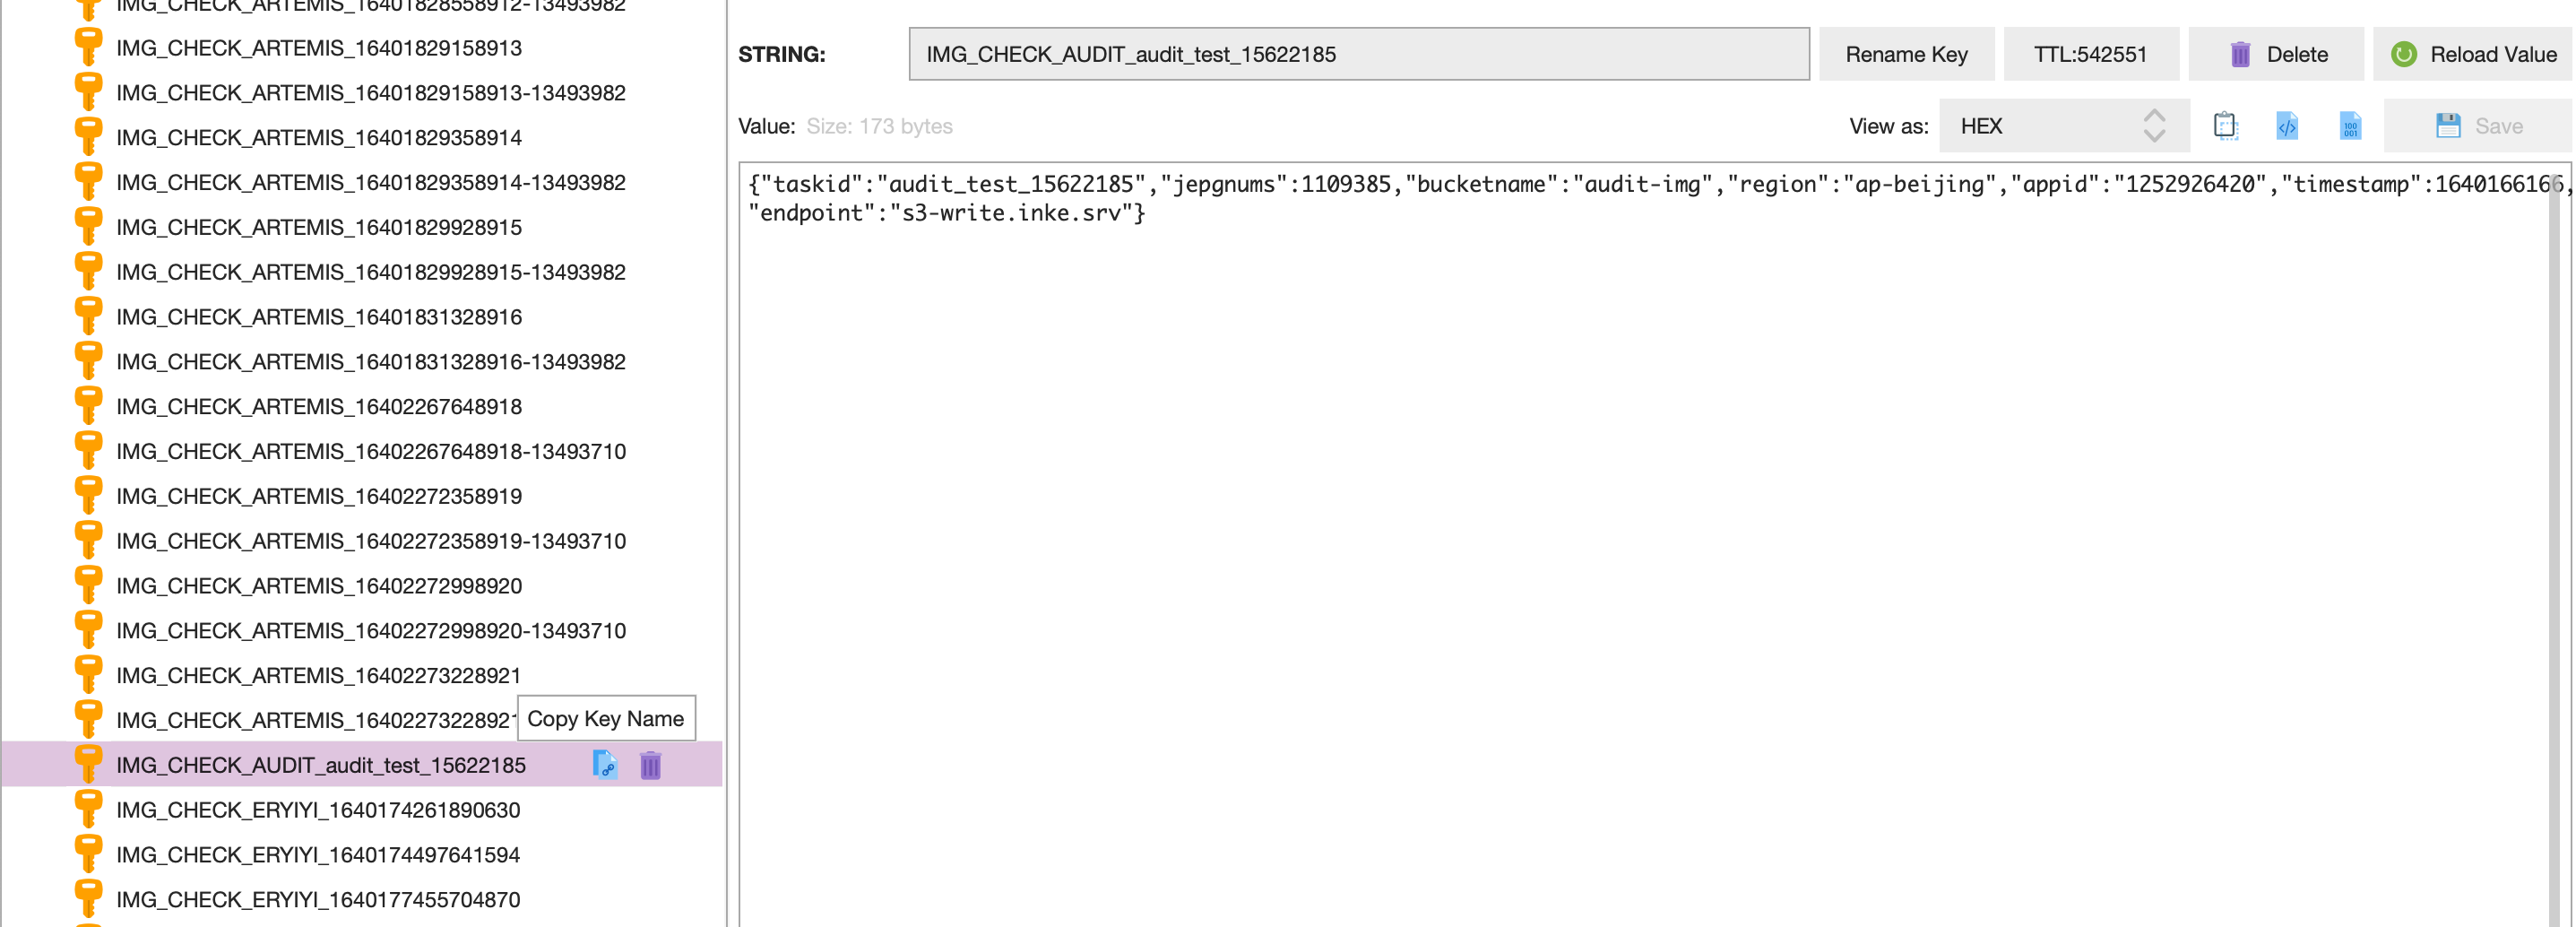 IMG_CHECK_ARTEMIS_16401828558912-13493982
IMG_CHECK_ARTEMIS_16401829158913
IMG_CHECK_ARTEMIS_16401829158913-13493982
IMG_CHECK_ARTEMIS_16401829358914
IMG_CHECK_ARTEMIS_16401829358914-13493982
IMG_CHECK_ARTEMIS_16401829928915
IMG_CHECK_ARTEMIS_16401829928915-13493982
IMG_CHECK_ARTEMIS_16401831328916
IMG_CHECK_ARTEMIS_16401831328916-13493982
IMG_CHECK_ARTEMIS_16402267648918
IMG_CHECK_ARTEMIS_16402267648918-13493710
IMG_CHECK_ARTEMIS_16402272358919
IMG_CHECK_ARTEMIS_16402272358919-13493710
IMG_CHECK_ARTEMIS_16402272998920
IMG_CHECK_ARTEMIS_16402272998920-13493710
IMG_CHECK_ARTEMIS_16402273228921
IMG_CHECK_ARTEMIS_16402273228921
Copy Key Name
IMG_CHECK_AUDIT_audit_test_15622185
IMG_CHECK_ERYIYI_1640174261890630
IMG_CHECK_ERYIYI_1640174497641594
IMG_CHECK_ERYIYI_1640177455704870
STRING: IMG_CHECK_AUDIT_audit_test_15622185 Rename Key TTL:542551 Delete Reload Value
Value: Size: 173 bytes View as: HEX Save
{"taskid":"audit_test_15622185","jepgnums":1109385,"bucketname":"audit-img","region":"ap-beijing","appid":"1252926420","timestamp":1640166166,
"endpoint":"s3-write.inke.srv"}